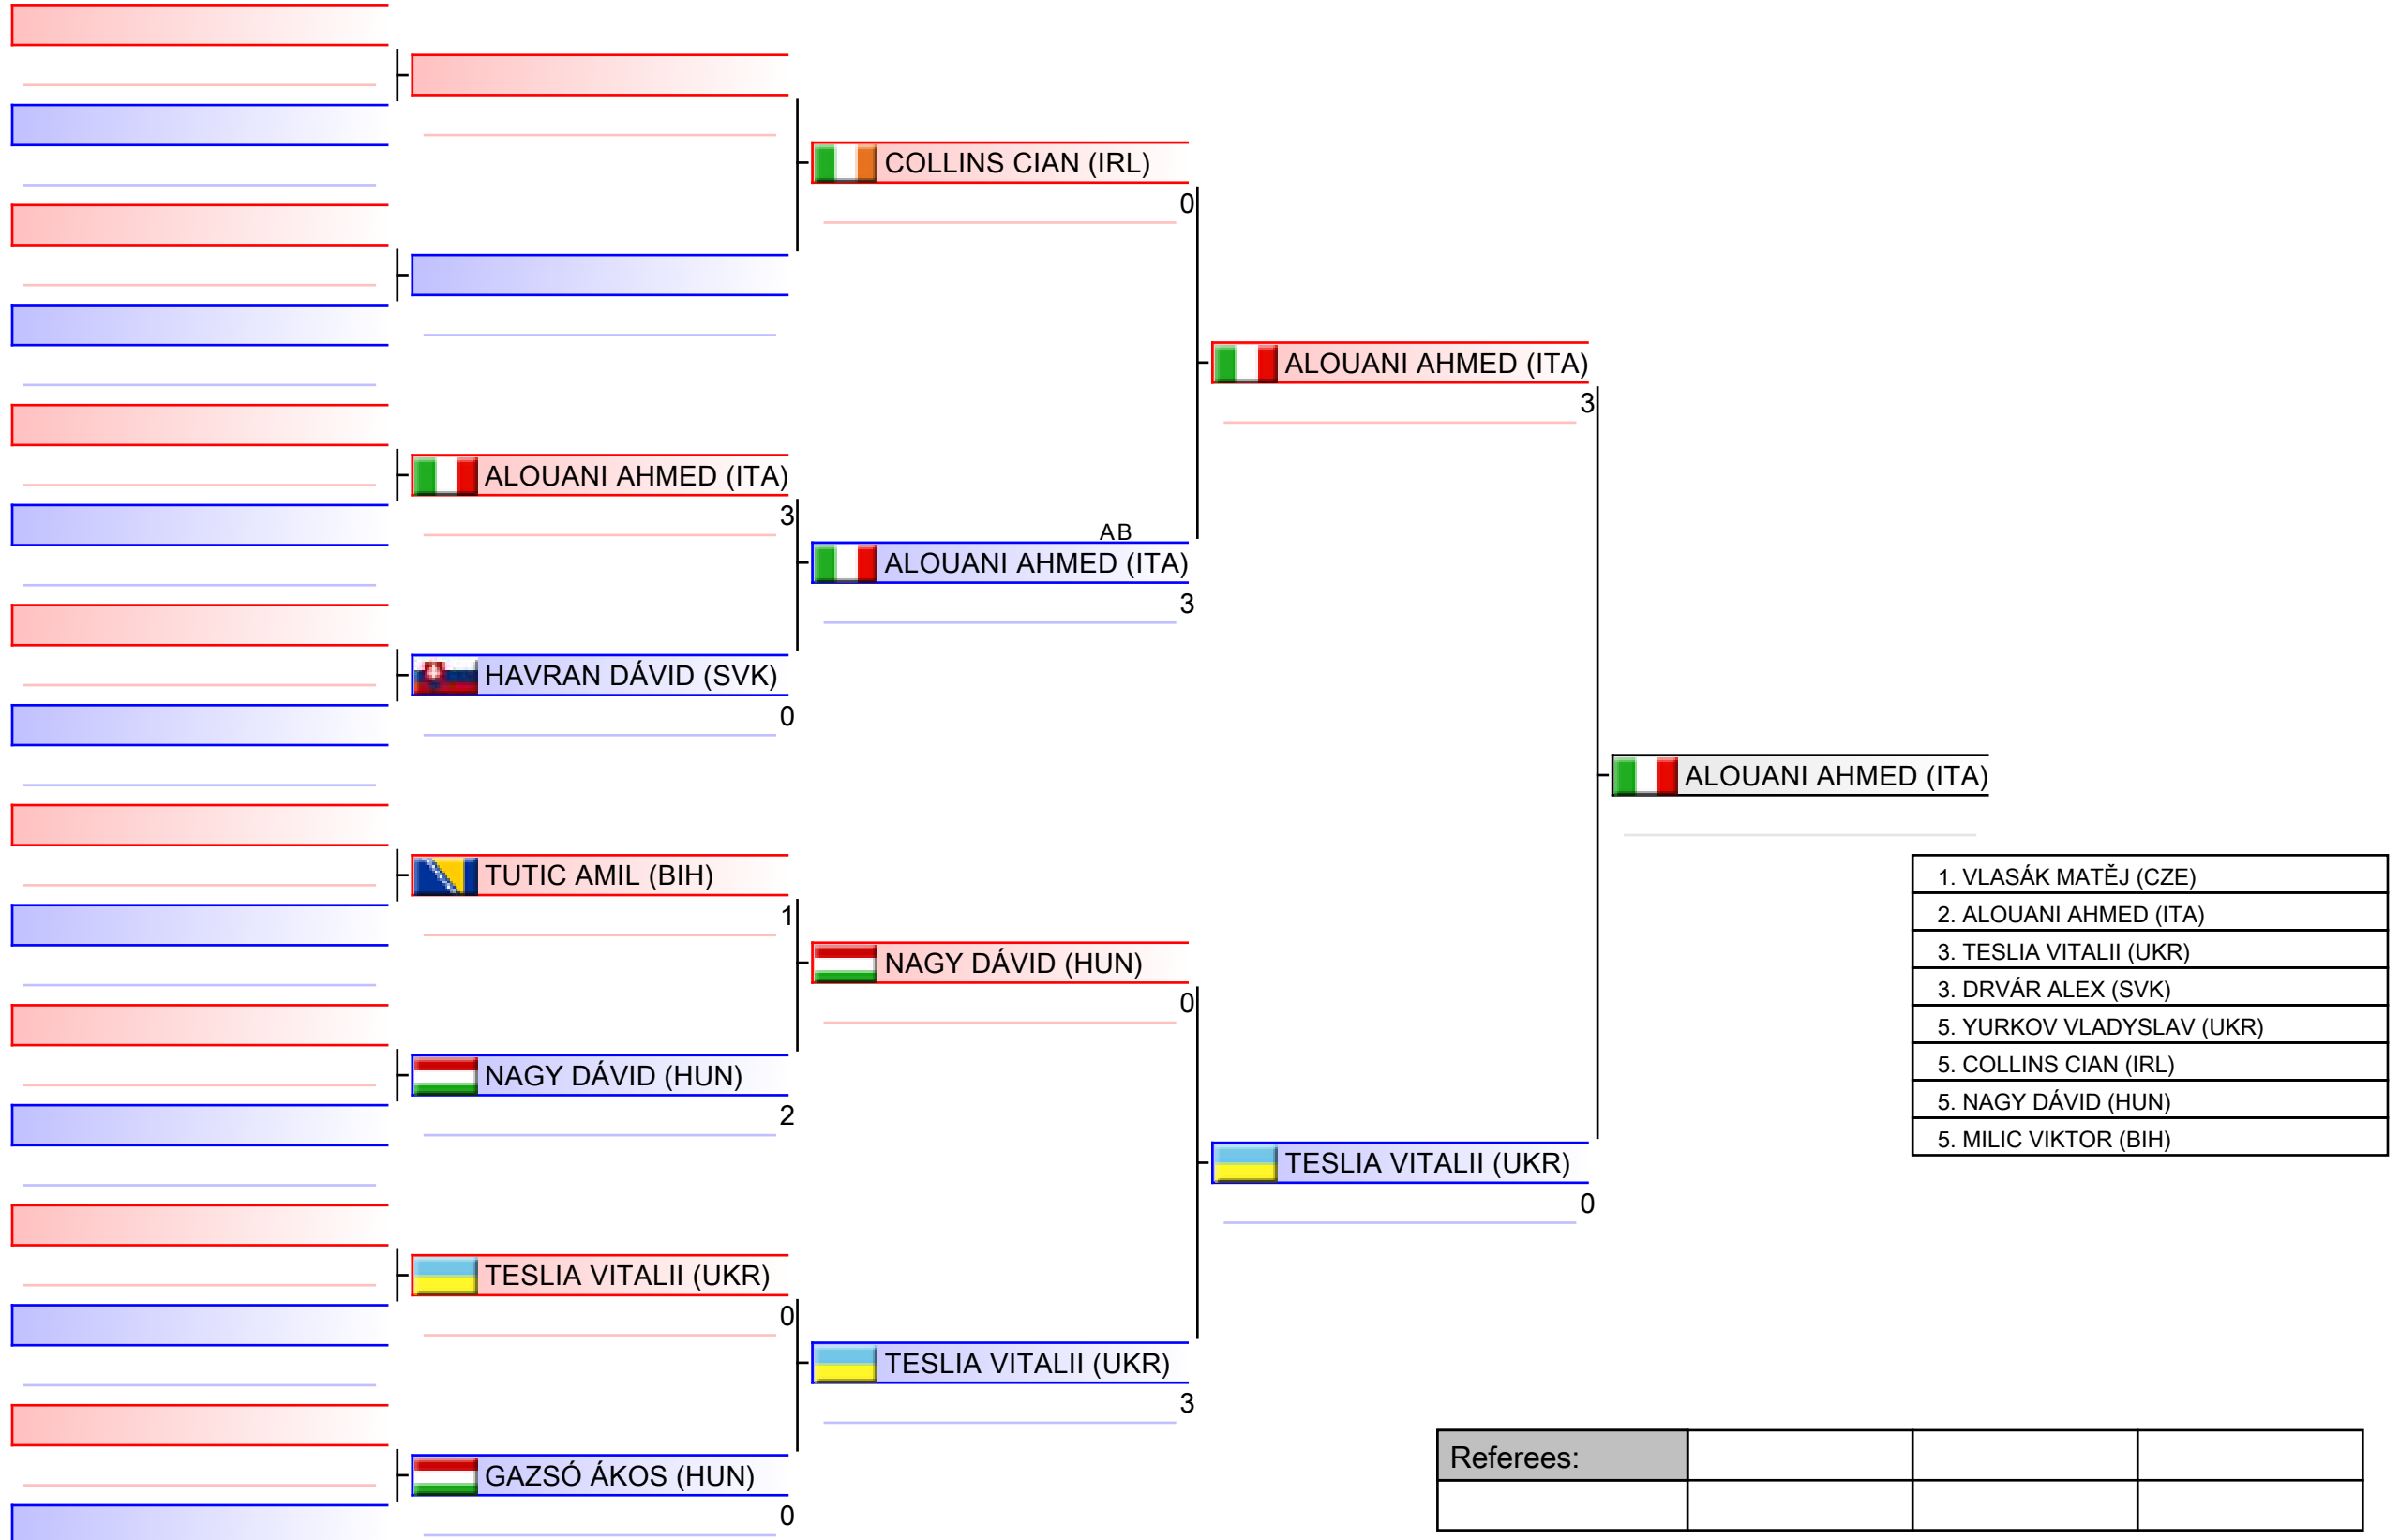 COLLINS CIAN (IRL)
0
ALOUANI AHMED (ITA)
3
ALOUANI AHMED (ITA)
3
AB
ALOUANI AHMED (ITA)
3
HAVRAN DÁVID (SVK)
0
ALOUANI AHMED (ITA)
TUTIC AMIL (BIH)
1
NAGY DÁVID (HUN)
0
NAGY DÁVID (HUN)
2
TESLIA VITALII (UKR)
0
TESLIA VITALII (UKR)
0
TESLIA VITALII (UKR)
3
GAZSÓ ÁKOS (HUN)
0
1. VLASÁK MATĚJ (CZE)
2. ALOUANI AHMED (ITA)
3. TESLIA VITALII (UKR)
3. DRVÁR ALEX (SVK)
5. YURKOV VLADYSLAV (UKR)
5. COLLINS CIAN (IRL)
5. NAGY DÁVID (HUN)
5. MILIC VIKTOR (BIH)
Referees: